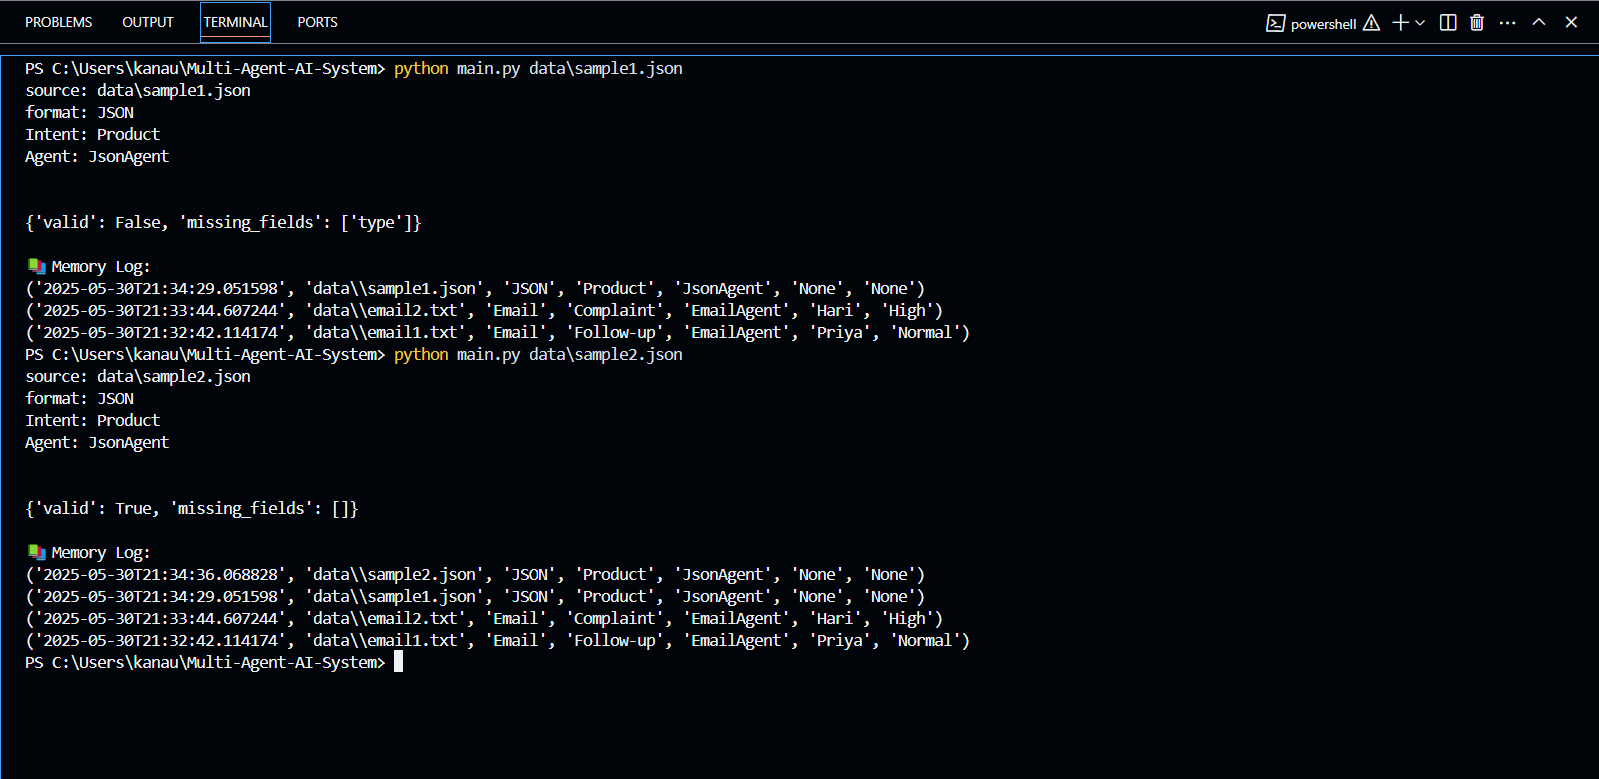 PROBLEMS OUTPUT TERMINAL PORTS powershell
PS C:\Users\kanau\Multi-Agent-AI-System> python main.py data\sample1.json
source: data\sample1.json
format: JSON
Intent: Product
Agent: JsonAgent
{'valid': False, 'missing_fields': ['type']}
📚 Memory Log:
('2025-05-30T21:34:29.051598', 'data\\sample1.json', 'JSON', 'Product', 'JsonAgent', 'None', 'None')
('2025-05-30T21:33:44.607244', 'data\\email2.txt', 'Email', 'Complaint', 'EmailAgent', 'Hari', 'High')
('2025-05-30T21:32:42.114174', 'data\\email1.txt', 'Email', 'Follow-up', 'EmailAgent', 'Priya', 'Normal')
PS C:\Users\kanau\Multi-Agent-AI-System> python main.py data\sample2.json
source: data\sample2.json
format: JSON
Intent: Product
Agent: JsonAgent
{'valid': True, 'missing_fields': []}
📚 Memory Log:
('2025-05-30T21:34:36.068828', 'data\\sample2.json', 'JSON', 'Product', 'JsonAgent', 'None', 'None')
('2025-05-30T21:34:29.051598', 'data\\sample1.json', 'JSON', 'Product', 'JsonAgent', 'None', 'None')
('2025-05-30T21:33:44.607244', 'data\\email2.txt', 'Email', 'Complaint', 'EmailAgent', 'Hari', 'High')
('2025-05-30T21:32:42.114174', 'data\\email1.txt', 'Email', 'Follow-up', 'EmailAgent', 'Priya', 'Normal')
PS C:\Users\kanau\Multi-Agent-AI-System>